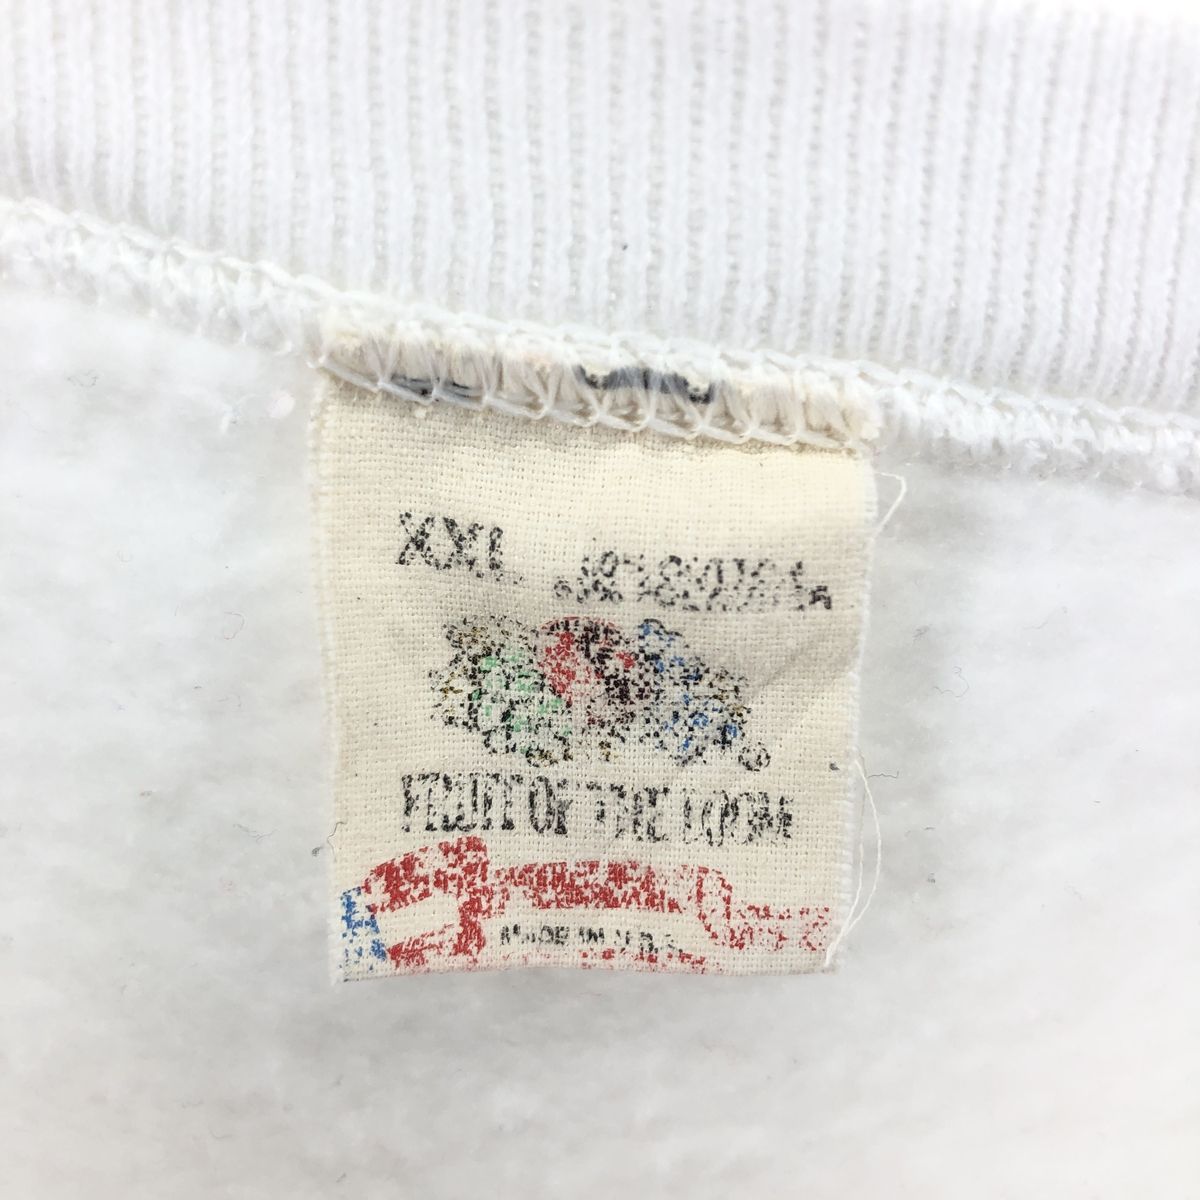 XXL
®
FRUIT OF THE LOOM
MADE IN U.S.A.